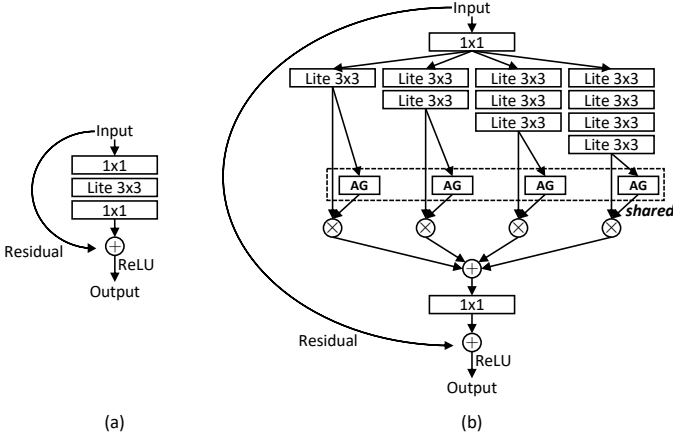 Input
1x1
Lite 3x3
1x1
Residual
ReLU
Output
(a)
Input
1x1
Lite 3x3 Lite 3x3 Lite 3x3 Lite 3x3
Lite 3x3 Lite 3x3 Lite 3x3
Lite 3x3 Lite 3x3
Lite 3x3
AG AG AG AG
shared
1x1
Residual
ReLU
Output
(b)